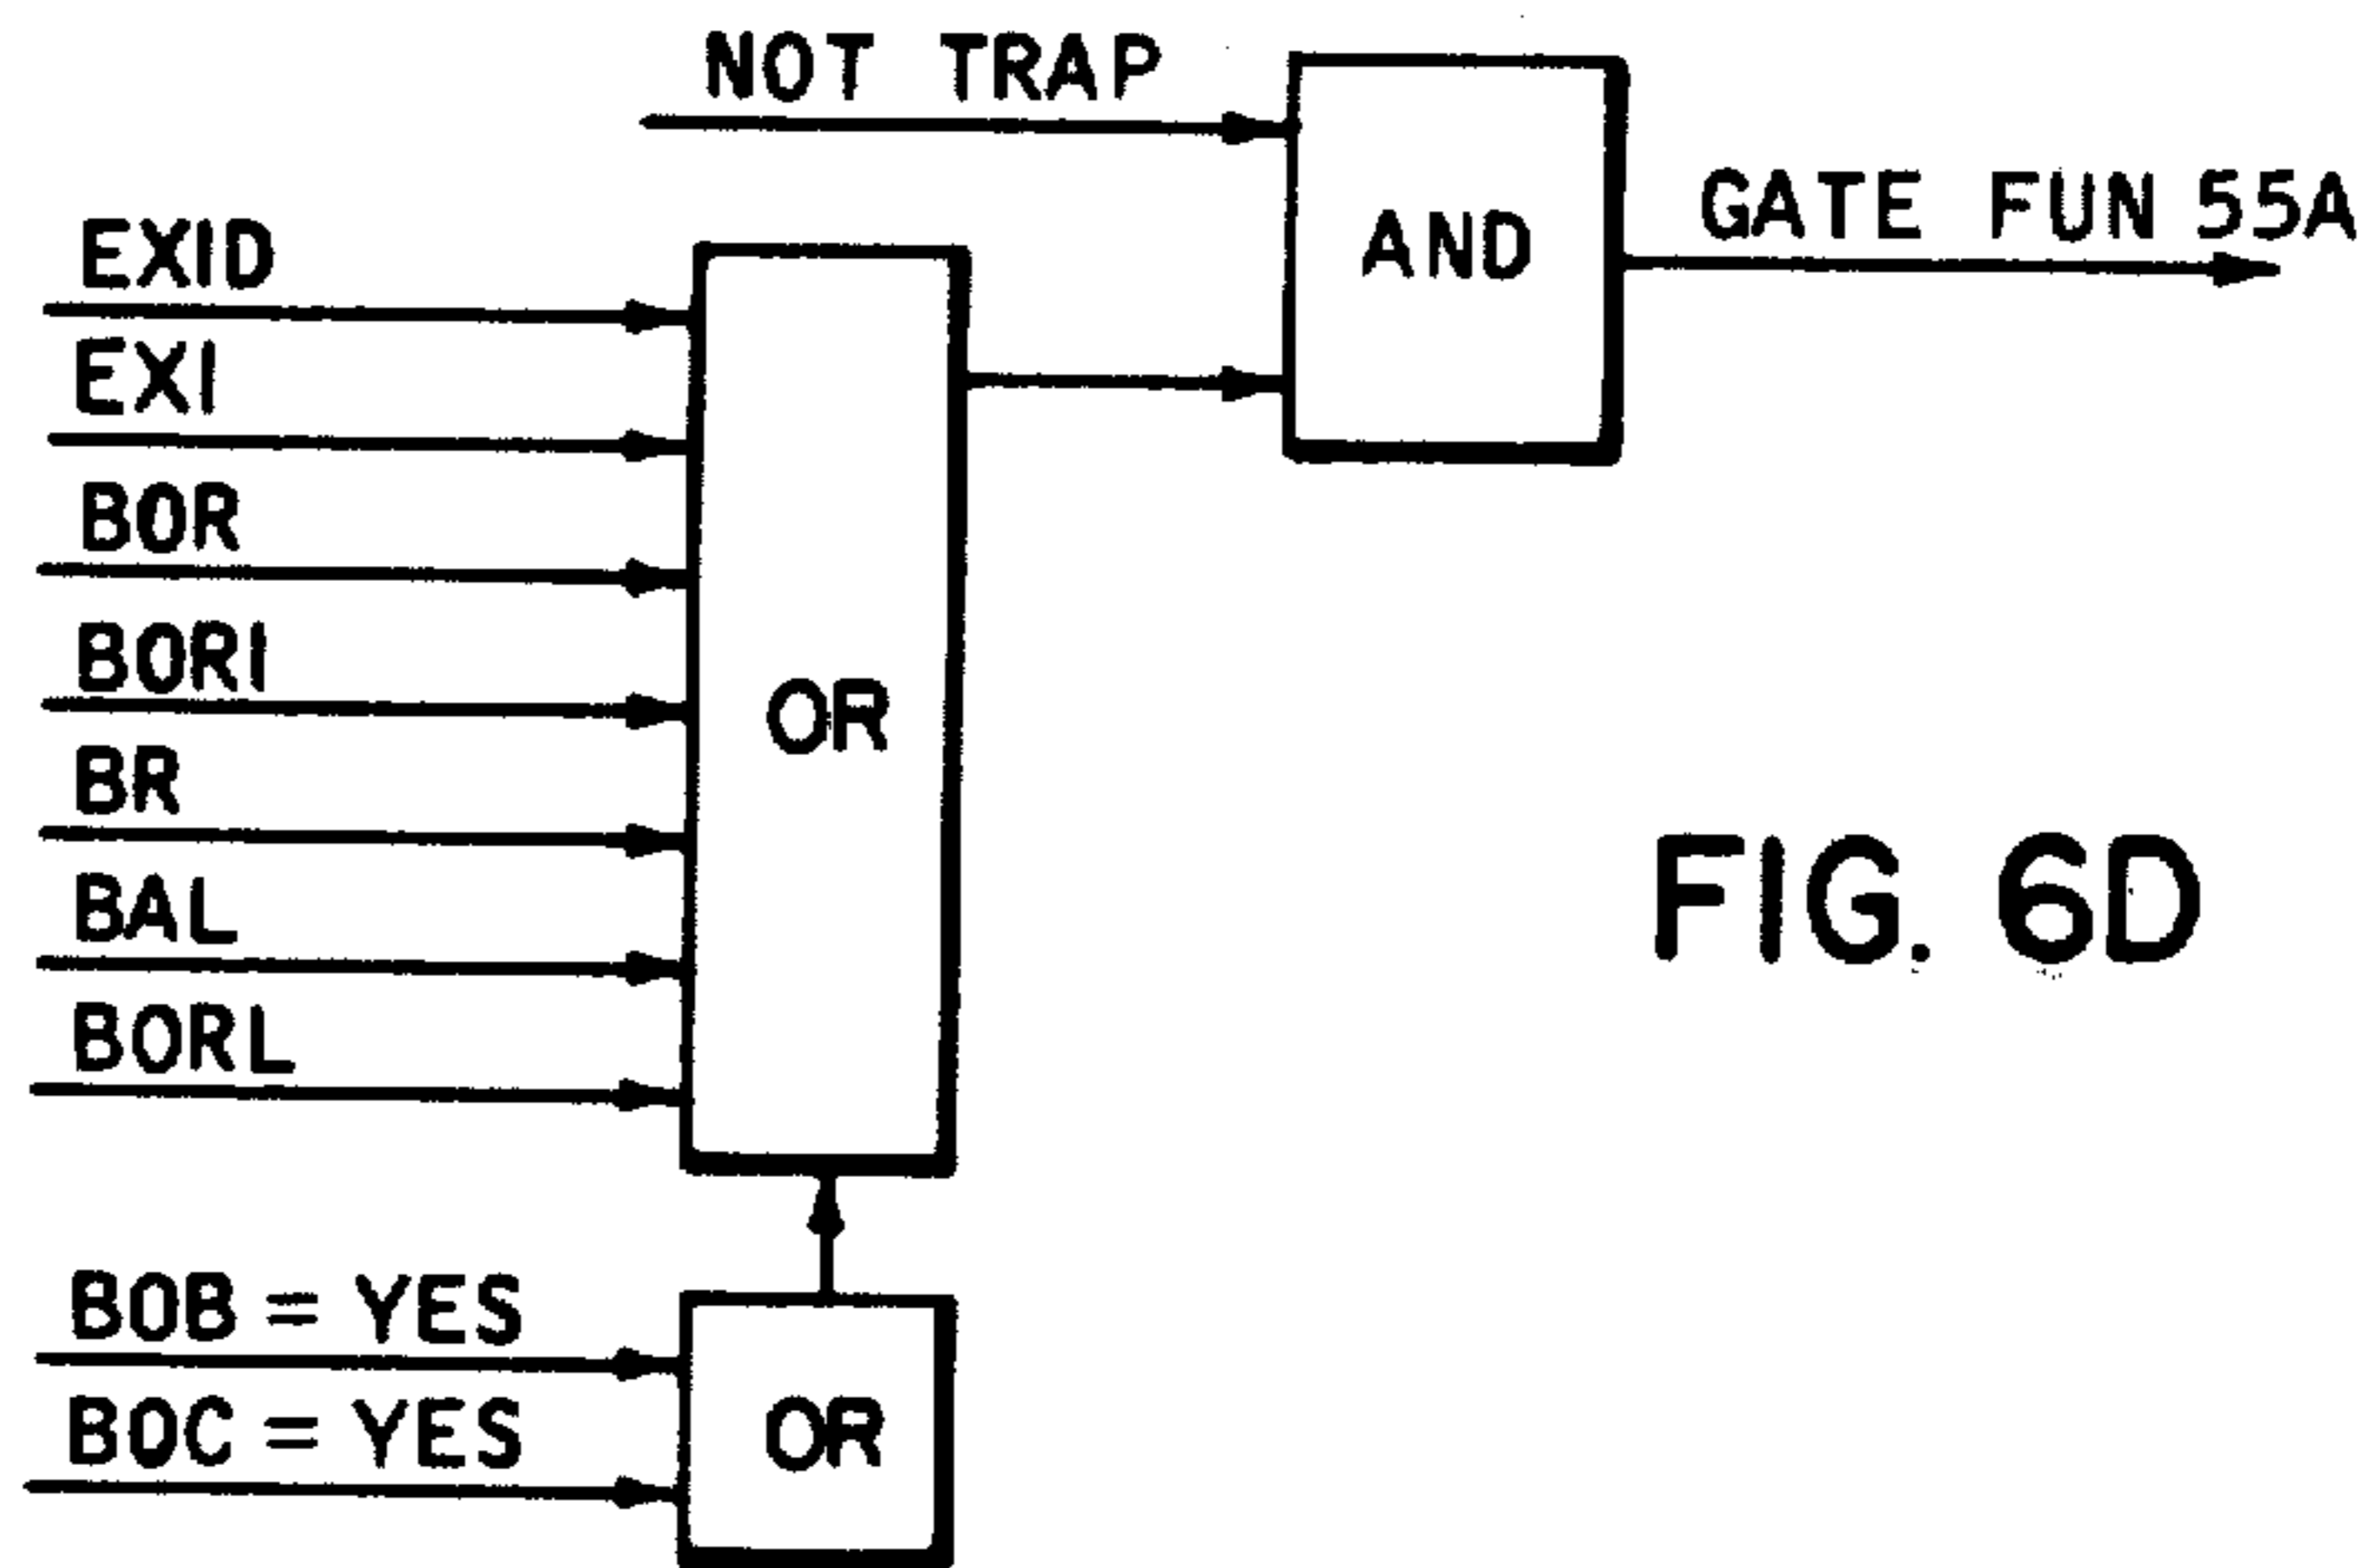 NOT TRAP
AND
GATE FUN 55A
EXID
EXI
BOR
BORI
BR
BAL
BORL
OR
BOB = YES
BOC = YES
OR
FIG. 6D